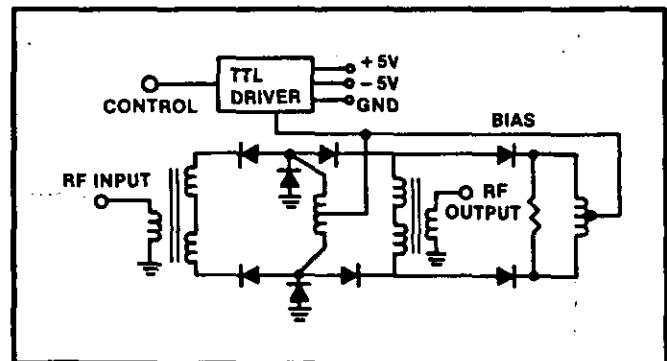 TTL
DRIVER
+ 5V
– 5V
GND
CONTROL
BIAS
RF INPUT
RF
OUTPUT